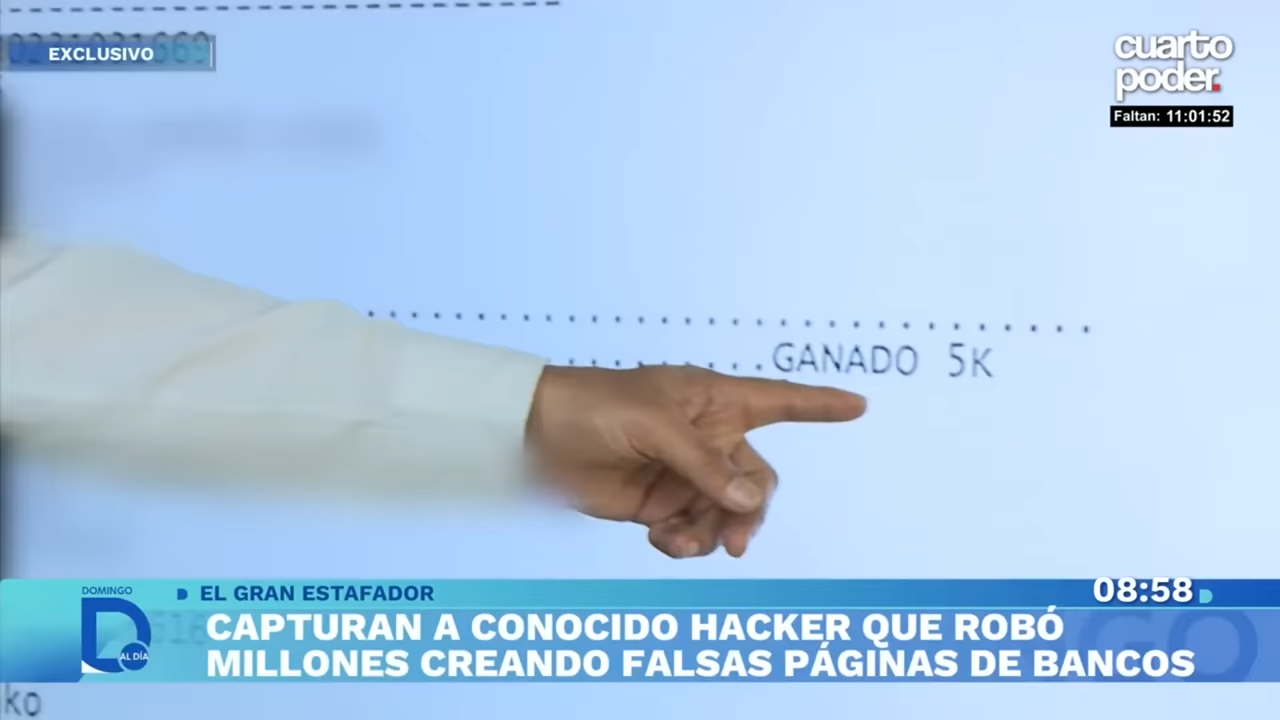 0231031669
EXCLUSIVO
cuarto
poder.
Faltan: 11:01:52
GANADO 5K
DOMINGO
D
AL DÍA
EL GRAN ESTAFADOR
08:58
CAPTURAN A CONOCIDO HACKER QUE ROBÓ
MILLONES CREANDO FALSAS PÁGINAS DE BANCOS
ko